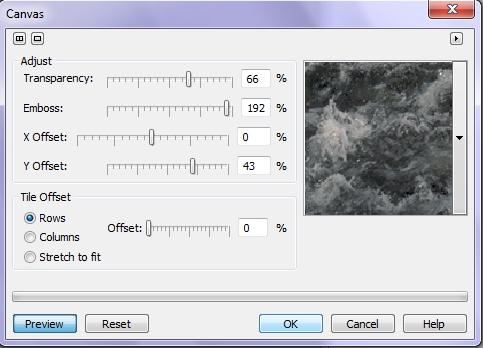 Canvas
Adjust
Transparency: 66 %
Emboss: 192 %
X Offset: 0 %
Y Offset: 43 %
Tile Offset
Rows
Columns
Stretch to fit
Offset: 0 %
Preview Reset OK Cancel Help